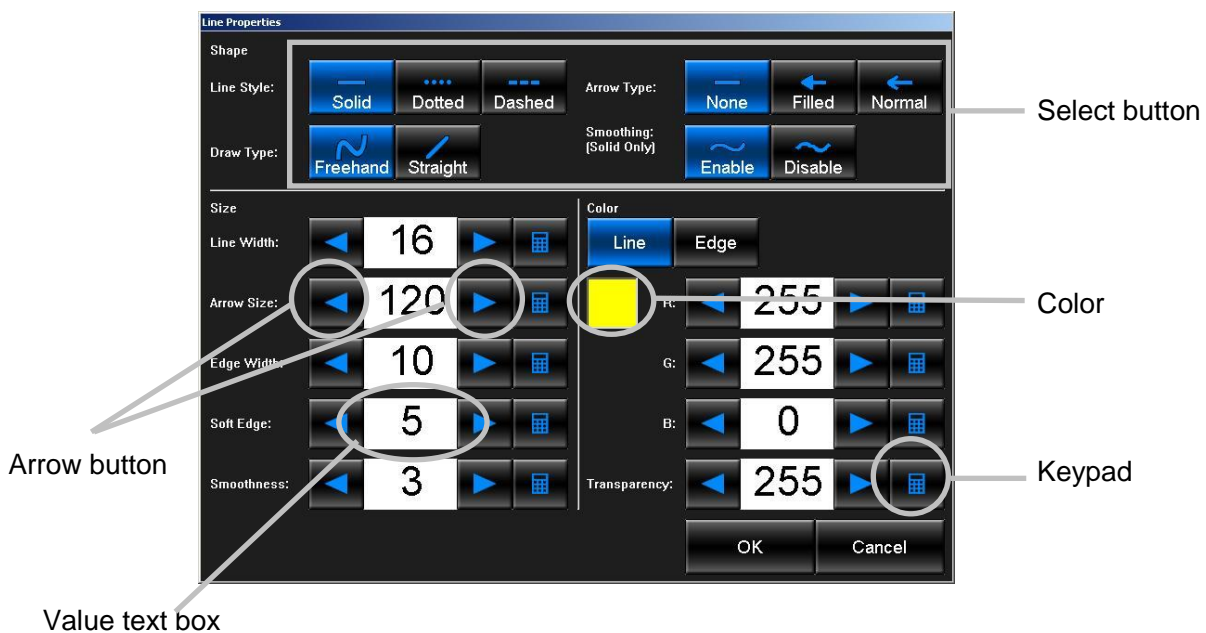 Line Properties
Shape
Line Style:
Solid
Dotted
Dashed
Arrow Type:
None
Filled
Normal
Select button
Draw Type:
Freehand
Straight
Smoothing:
(Solid Only)
Enable
Disable
Size
Color
Line Width:
16
Line
Edge
Arrow Size:
120
R:
255
Color
Edge Width:
10
G:
255
Soft Edge:
5
B:
0
Arrow button
Smoothness:
3
Transparency:
255
Keypad
OK
Cancel
Value text box